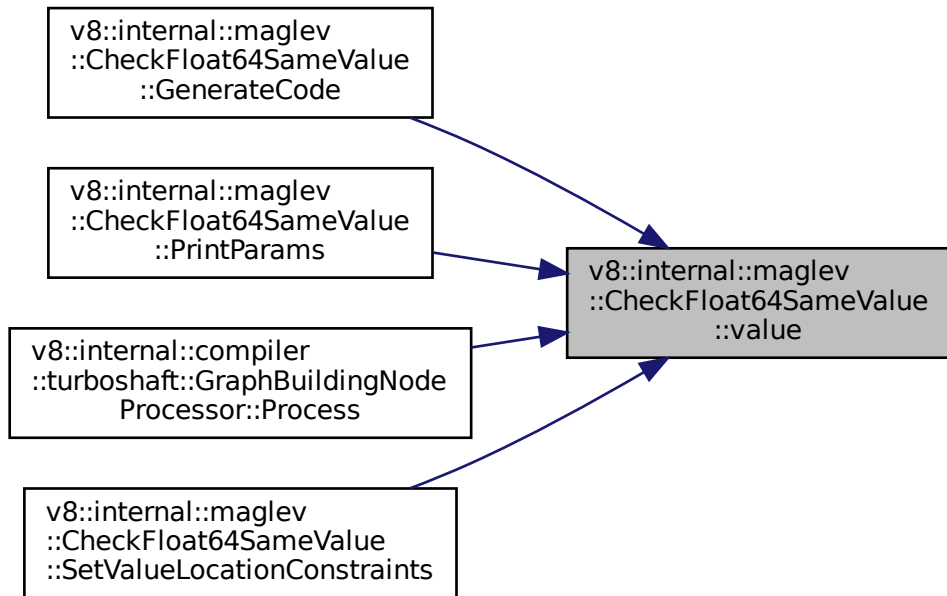 v8::internal::maglev
::CheckFloat64SameValue
::GenerateCode
v8::internal::maglev
::CheckFloat64SameValue
::PrintParams
v8::internal::compiler
::turboshaft::GraphBuildingNode
Processor::Process
v8::internal::maglev
::CheckFloat64SameValue
::SetValueLocationConstraints
v8::internal::maglev
::CheckFloat64SameValue
::value